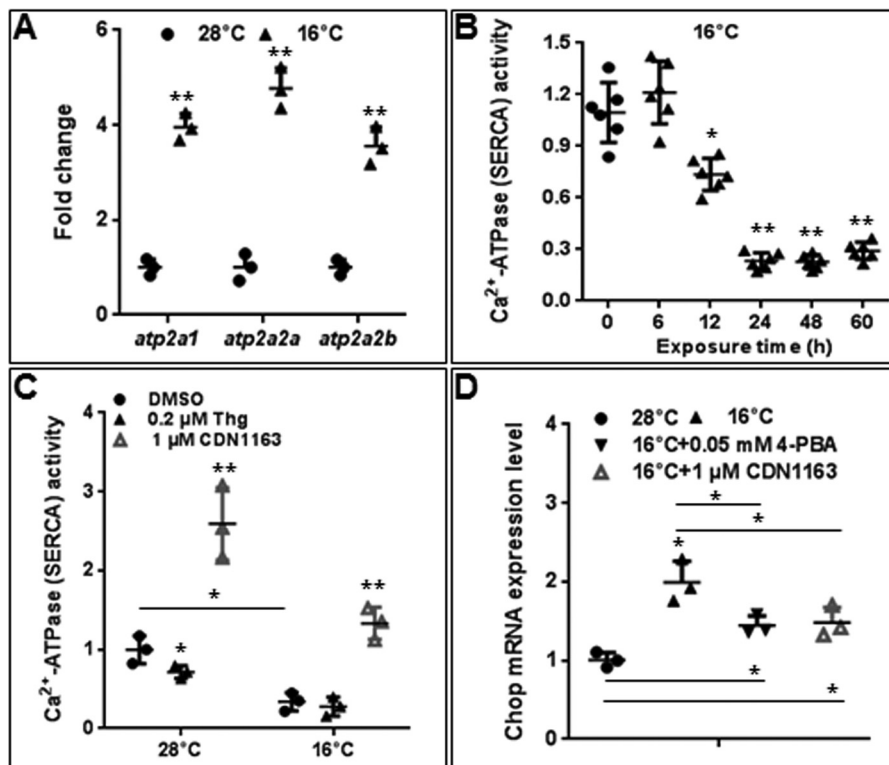 A
28°C 16°C
6
4
2
0
Fold change
**
**
**
atp2a1 atp2a2a atp2a2b
B
16°C
1.5
1.2
0.9
0.6
0.3
0.0
Ca2+-ATPase (SERCA) activity
*
**
**
**
0 6 12 24 48 60
Exposure time (h)
C
DMSO
0.2 µM Thg
1 µM CDN1163
4
3
2
1
0
Ca2+-ATPase (SERCA) activity
**
*
*
**
28°C 16°C
D
28°C 16°C
16°C+0.05 mM 4-PBA
16°C+1 µM CDN1163
4
3
2
1
0
Chop mRNA expression level
*
*
*
*
*